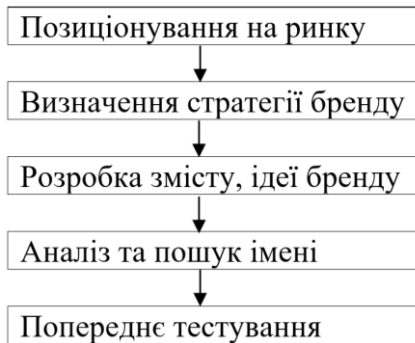 Позиціонування на ринку
Визначення стратегії бренду
Розробка змісту, ідеї бренду
Аналіз та пошук імені
Попереднє тестування